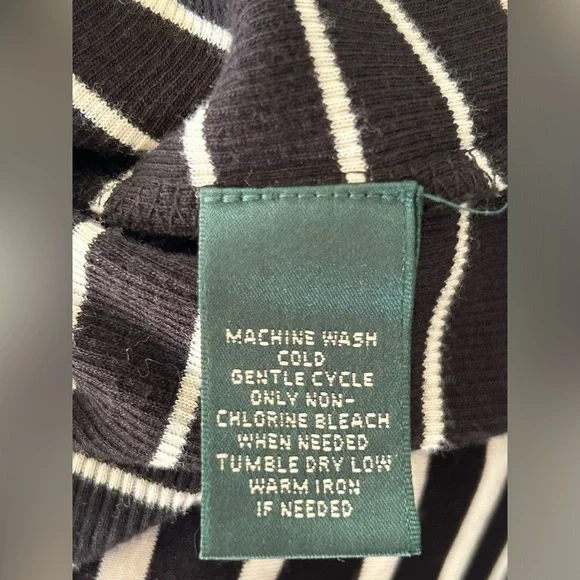 MACHINE WASH
COLD
GENTLE CYCLE
ONLY NON-
CHLORINE BLEACH
WHEN NEEDED
TUMBLE DRY LOW
WARM IRON
IF NEEDED